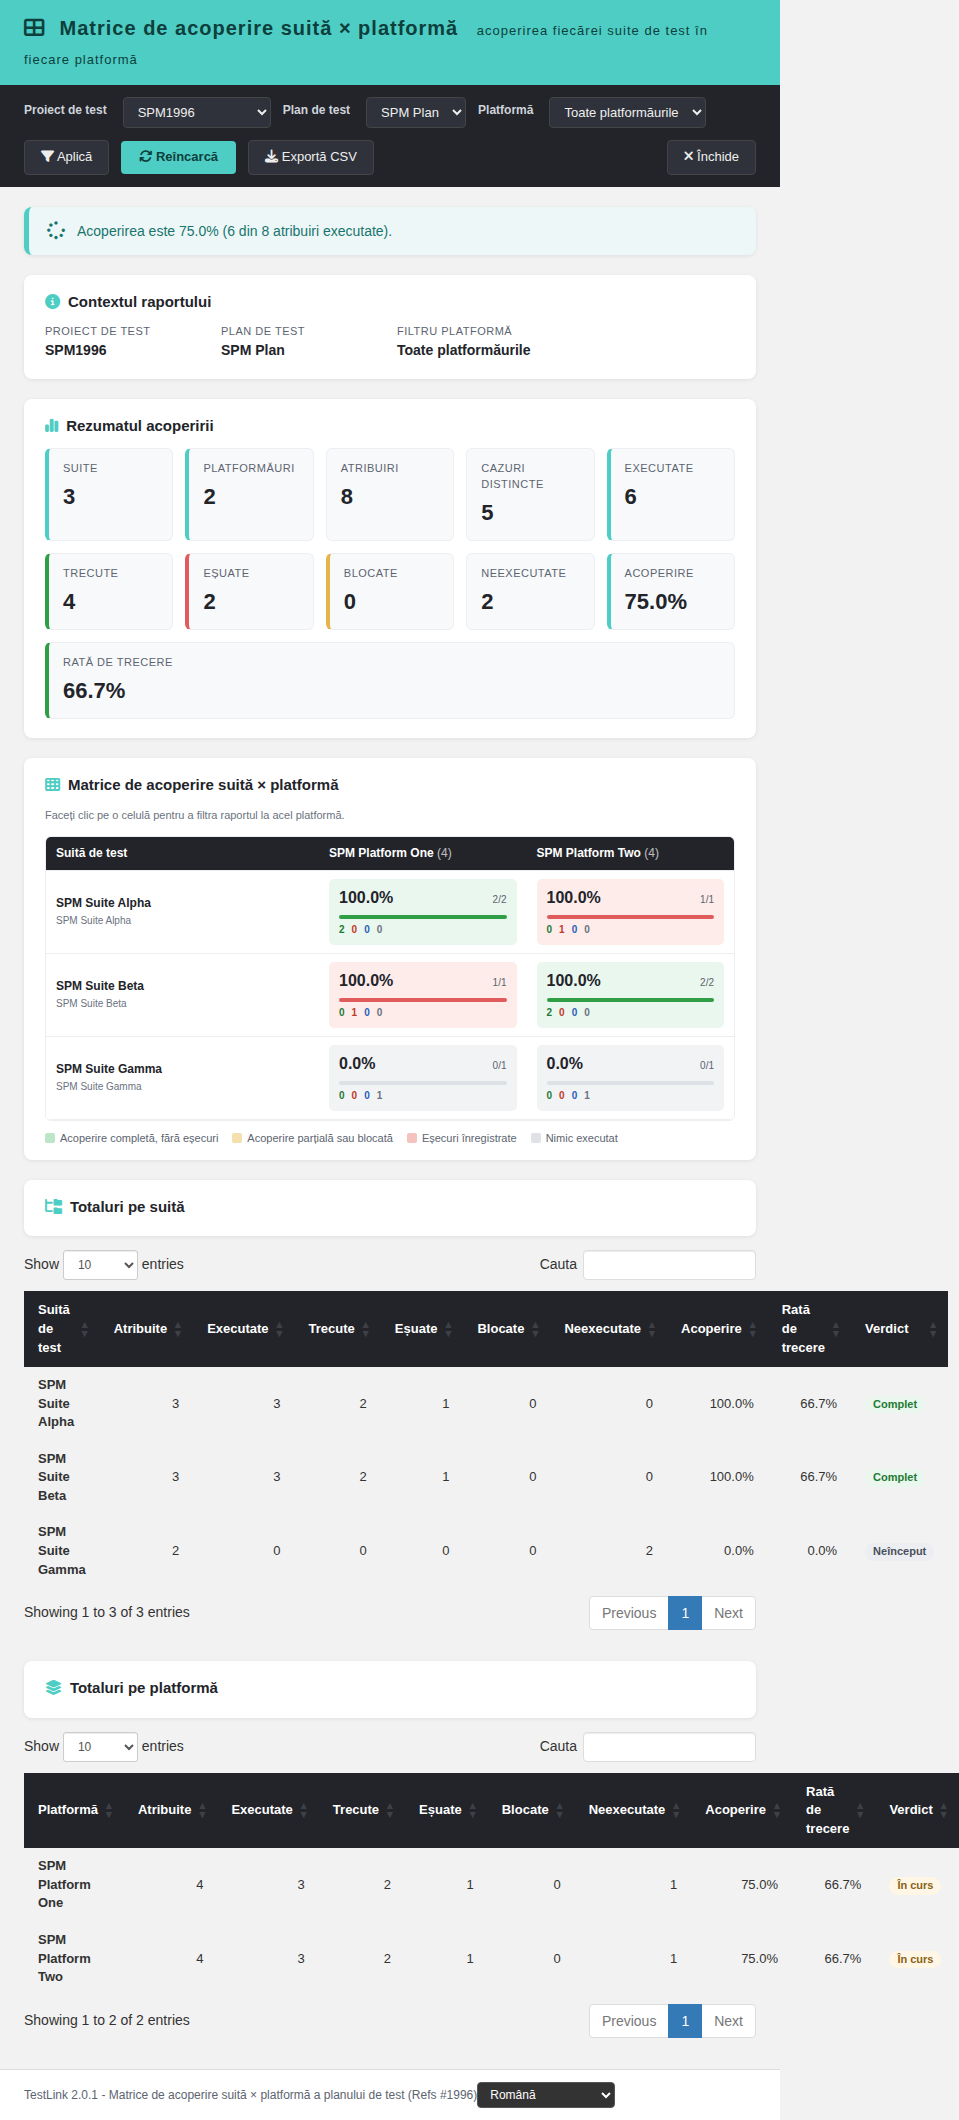 Matrice de acoperire suită × platformă acoperirea fiecărei suite de test în
fiecare platformă
Proiect de test SPM1996 Plan de test SPM Plan Platformă Toate platformăurile
Aplică Reîncarcă Exportă CSV Închide
Acoperirea este 75.0% (6 din 8 atribuiri executate).
Contextul raportului
PROIECT DE TEST PLAN DE TEST FILTRU PLATFORMĂ
SPM1996 SPM Plan Toate platformăurile
Rezumatul acoperirii
SUITE PLATFORMĂURI ATRIBUIRI CAZURI DISTINCTE EXECUTATE
3 2 8 5 6
TRECUTE EȘUATE BLOCATE NEEXECUTATE ACOPERIRE
4 2 0 2 75.0%
RATĂ DE TRECERE
66.7%
Matrice de acoperire suită × platformă
Faceți clic pe o celulă pentru a filtra raportul la acel platformă.
Suită de test SPM Platform One (4) SPM Platform Two (4)
SPM Suite Alpha 100.0% 2/2 100.0% 1/1
SPM Suite Alpha 2 0 0 0 0 1 0 0
SPM Suite Beta 100.0% 1/1 100.0% 2/2
SPM Suite Beta 0 1 0 0 2 0 0 0
SPM Suite Gamma 0.0% 0/1 0.0% 0/1
SPM Suite Gamma 0 0 0 1 0 0 0 1
Acoperire completă, fără eșecuri Acoperire parțială sau blocată Eșecuri înregistrate Nimic executat
Totaluri pe suită
Show 10 entries Cauta
Suită de test Atribuite Executate Trecute Eșuate Blocate Neexecutate Acoperire Rată de trecere Verdict
SPM Suite Alpha 3 3 2 1 0 0 100.0% 66.7% Complet
SPM Suite Beta 3 3 2 1 0 0 100.0% 66.7% Complet
SPM Suite Gamma 2 0 0 0 0 2 0.0% 0.0% Neînceput
Showing 1 to 3 of 3 entries Previous 1 Next
Totaluri pe platformă
Show 10 entries Cauta
Platformă Atribuite Executate Trecute Eșuate Blocate Neexecutate Acoperire Rată de trecere Verdict
SPM Platform One 4 3 2 1 0 1 75.0% 66.7% În curs
SPM Platform Two 4 3 2 1 0 1 75.0% 66.7% În curs
Showing 1 to 2 of 2 entries Previous 1 Next
TestLink 2.0.1 - Matrice de acoperire suită × platformă a planului de test (Refs #1996) Română